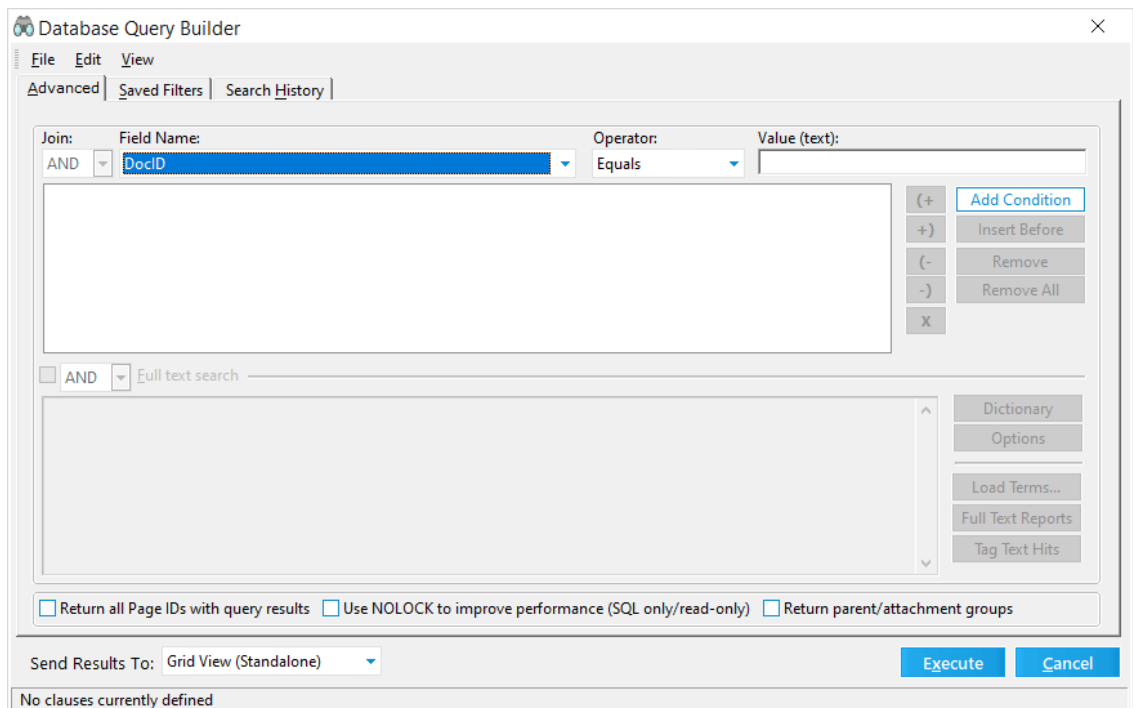 Database Query Builder
File Edit View
Advanced Saved Filters Search History
Join: Field Name: Operator: Value (text):
AND DocID Equals
(+ Add Condition
+) Insert Before
(- Remove
-) Remove All
x
AND Full text search
Dictionary
Options
Load Terms...
Full Text Reports
Tag Text Hits
Return all Page IDs with query results Use NOLOCK to improve performance (SQL only/read-only) Return parent/attachment groups
Send Results To: Grid View (Standalone) Execute Cancel
No clauses currently defined